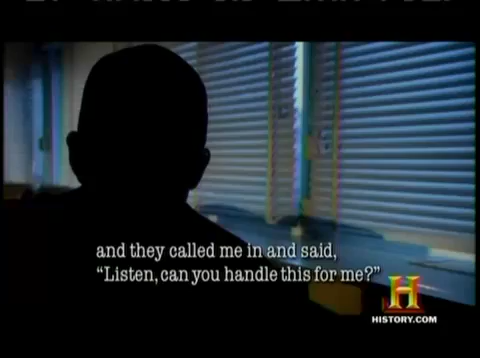 and they called me in and said,
"Listen, can you handle this for me?"
H
HISTORY.COM